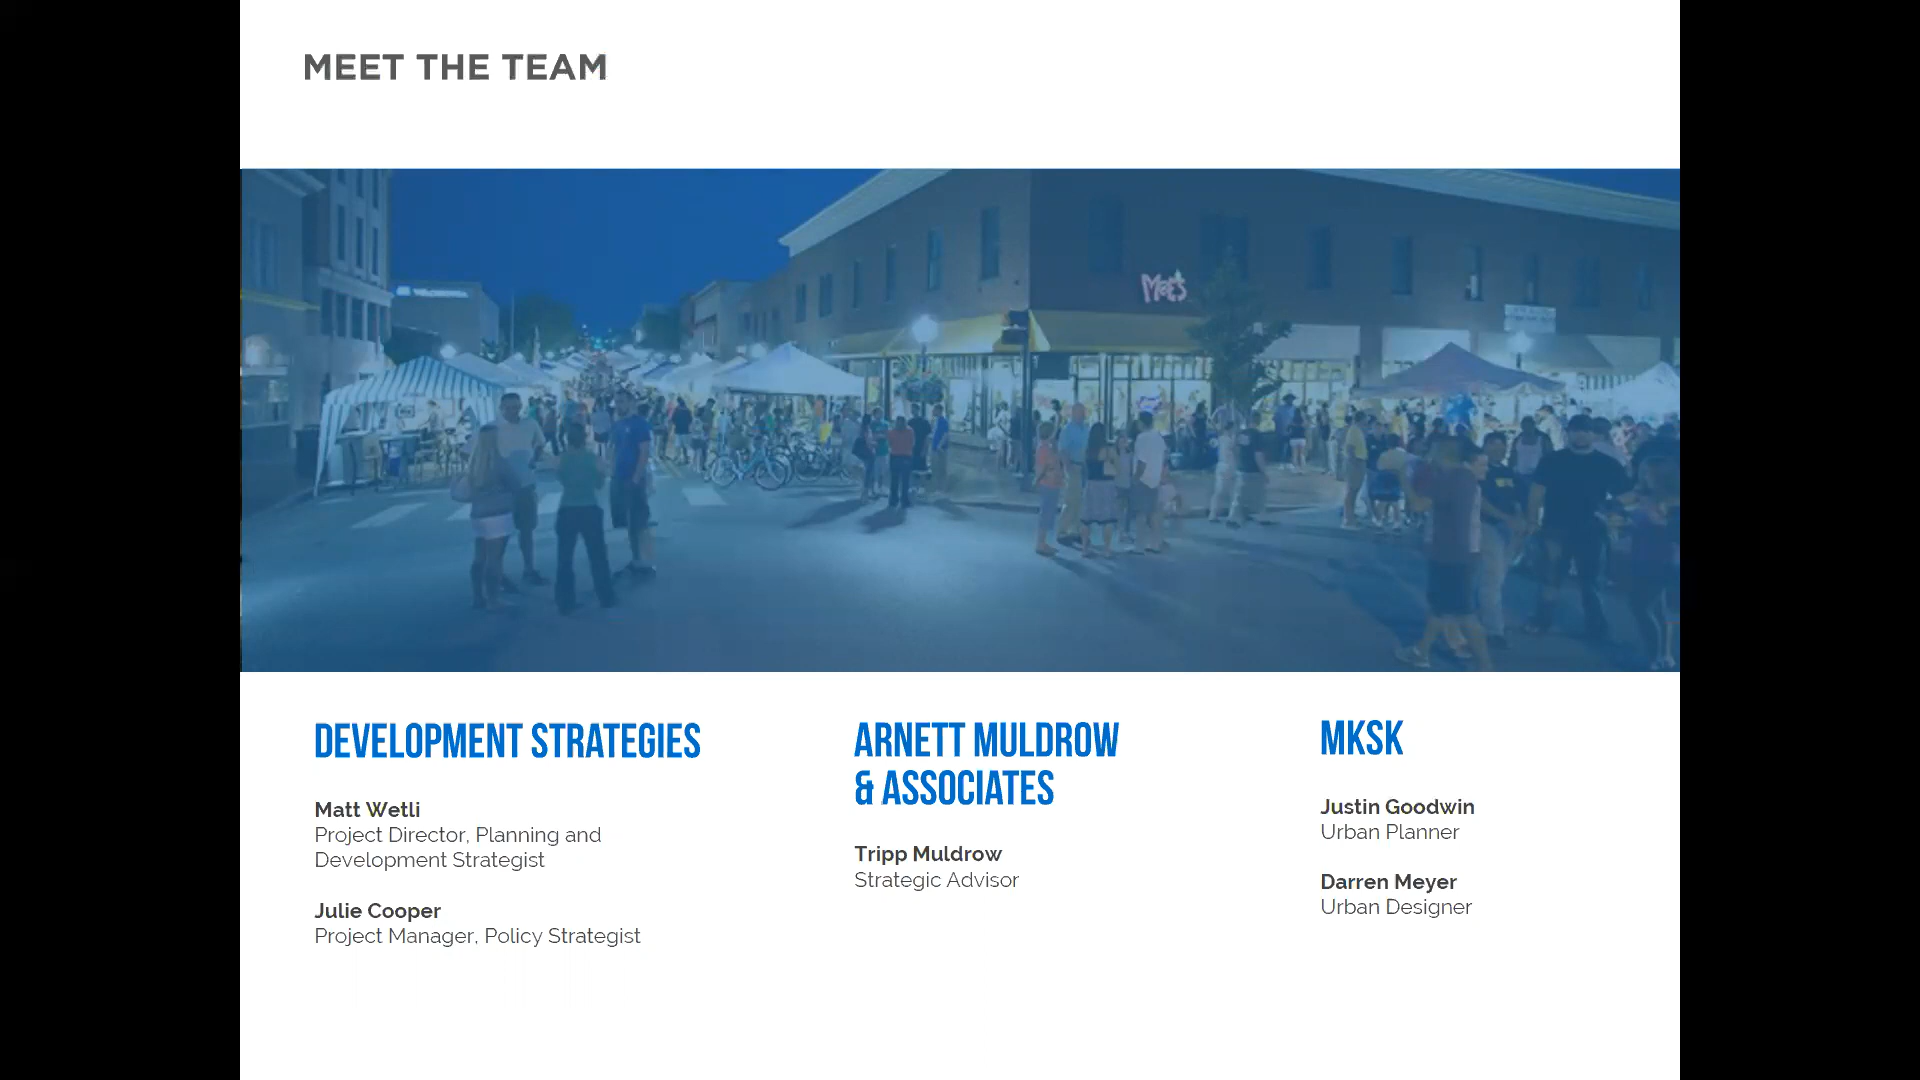 MEET THE TEAM
Moe's
DEVELOPMENT STRATEGIES
Matt Wetli
Project Director, Planning and
Development Strategist
Julie Cooper
Project Manager, Policy Strategist
ARNETT MULDROW
& ASSOCIATES
Tripp Muldrow
Strategic Advisor
MKSK
Justin Goodwin
Urban Planner
Darren Meyer
Urban Designer